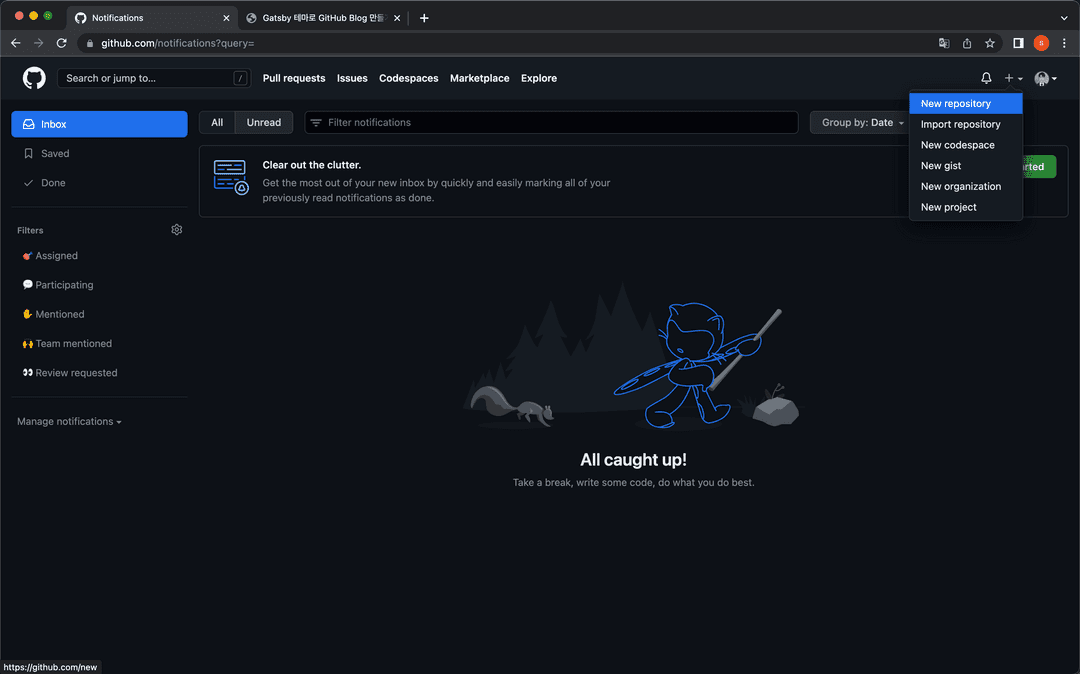 Notifications
Gatsby 테마로 GitHub Blog 만들
github.com/notifications?query=
S
Search or jump to...
/
Pull requests
Issues
Codespaces
Marketplace
Explore
New repository
Import repository
New codespace
New gist
New organization
New project
Inbox
Saved
Done
Filters
Assigned
Participating
Mentioned
Team mentioned
Review requested
Manage notifications
All
Unread
Filter notifications
Group by: Date
Clear out the clutter.
Get the most out of your new inbox by quickly and easily marking all of your
previously read notifications as done.
All caught up!
Take a break, write some code, do what you do best.
https://github.com/new